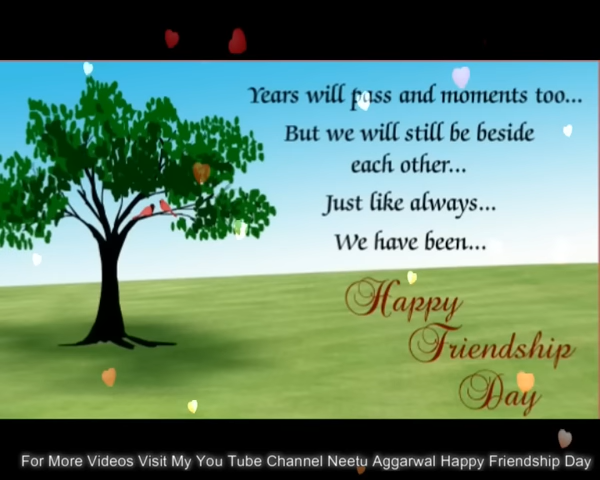 Years will pass and moments too...
But we will still be beside
each other...
Just like always...
We have been...
Happy
Friendship
Day
For More Videos Visit My You Tube Channel Neetu Aggarwal Happy Friendship Day